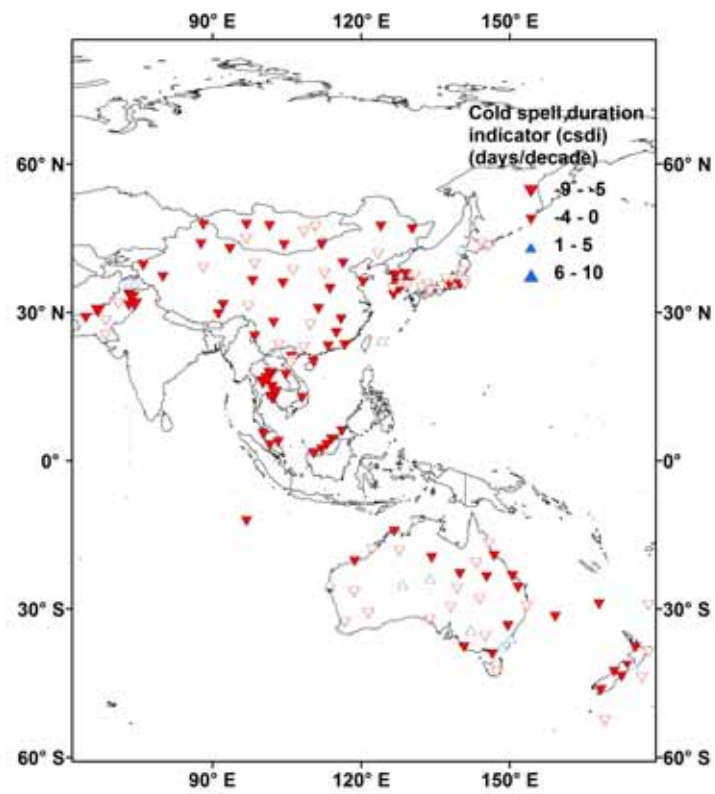 90° E 120° E 150° E
Cold spell,duration
indicator (csdi)
(days/decade)
60° N 60° N
-9 - -5
-4 - 0
1 - 5
6 - 10
30° N 30° N
0° 0°
30° S 30° S
60° S 60° S
90° E 120° E 150° E